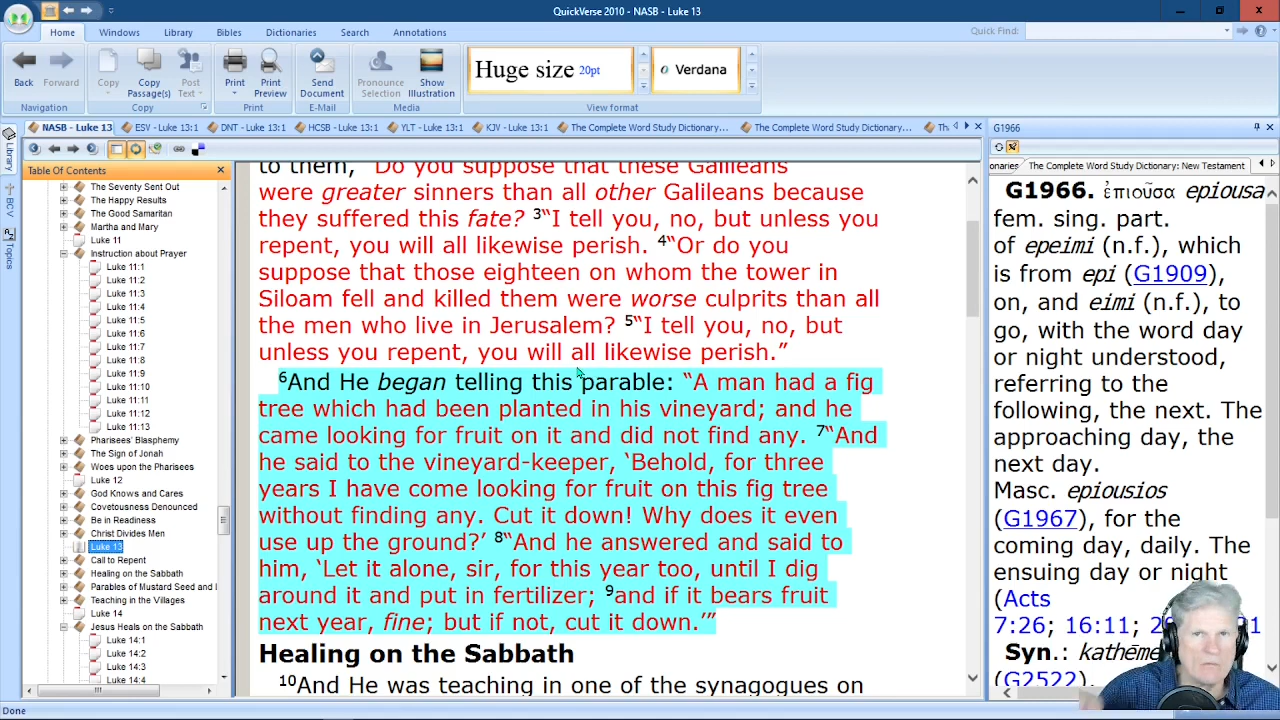 QuickVerse 2010 - NASB - Luke 13
Home Windows Library Bibles Dictionaries Search Annotations
Quick Find:
Back Forward Copy Copy Passage(s) Post Text Print Print Preview Send Document Pronounce Selection Show Illustration
Huge size 20pt
Verdana
Navigation Copy Print E-Mail Media View format
NASB - Luke 13 ESV - Luke 13:1 DNT - Luke 13:1 HCSB - Luke 13:1 YLT - Luke 13:1 KJV - Luke 13:1 The Complete Word Study Dictionary... The Complete Word Study Dictionary... Th
Library
BCV
Topics
Table Of Contents
The Seventy Sent Out
The Happy Results
The Good Samaritan
Martha and Mary
Luke 11
Instruction about Prayer
Luke 11:1
Luke 11:2
Luke 11:3
Luke 11:4
Luke 11:5
Luke 11:6
Luke 11:7
Luke 11:8
Luke 11:9
Luke 11:10
Luke 11:11
Luke 11:12
Luke 11:13
Pharisees' Blasphemy
The Sign of Jonah
Woes upon the Pharisees
Luke 12
God Knows and Cares
Covetousness Denounced
Be in Readiness
Christ Divides Men
Luke 13
Call to Repent
Healing on the Sabbath
Parables of Mustard Seed and
Teaching in the Villages
Luke 14
Jesus Heals on the Sabbath
Luke 14:1
Luke 14:2
Luke 14:3
Luke 14:4
to them, "Do you suppose that these Galileans
were greater sinners than all other Galileans because
they suffered this fate? 3“I tell you, no, but unless you
repent, you will all likewise perish. 4“Or do you
suppose that those eighteen on whom the tower in
Siloam fell and killed them were worse culprits than all
the men who live in Jerusalem? 5“I tell you, no, but
unless you repent, you will all likewise perish.”
6And He began telling this parable: “A man had a fig
tree which had been planted in his vineyard; and he
came looking for fruit on it and did not find any. 7“And
he said to the vineyard-keeper, ‘Behold, for three
years I have come looking for fruit on this fig tree
without finding any. Cut it down! Why does it even
use up the ground?’ 8“And he answered and said to
him, ‘Let it alone, sir, for this year too, until I dig
around it and put in fertilizer; 9and if it bears fruit
next year, fine; but if not, cut it down.’”
Healing on the Sabbath
10And He was teaching in one of the synagogues on
G1966
onaries The Complete Word Study Dictionary: New Testament
G1966. ἐπιοῦσα epiousa
fem. sing. part.
of epeimi (n.f.), which
is from epi (G1909),
on, and eimi (n.f.), to
go, with the word day
or night understood,
referring to the
following, the next. The
approaching day, the
next day.
Masc. epiousios
(G1967), for the
coming day, daily. The
ensuing day or night
(Acts
7:26; 16:11;
Syn.: kathēme
(G2522).
Done